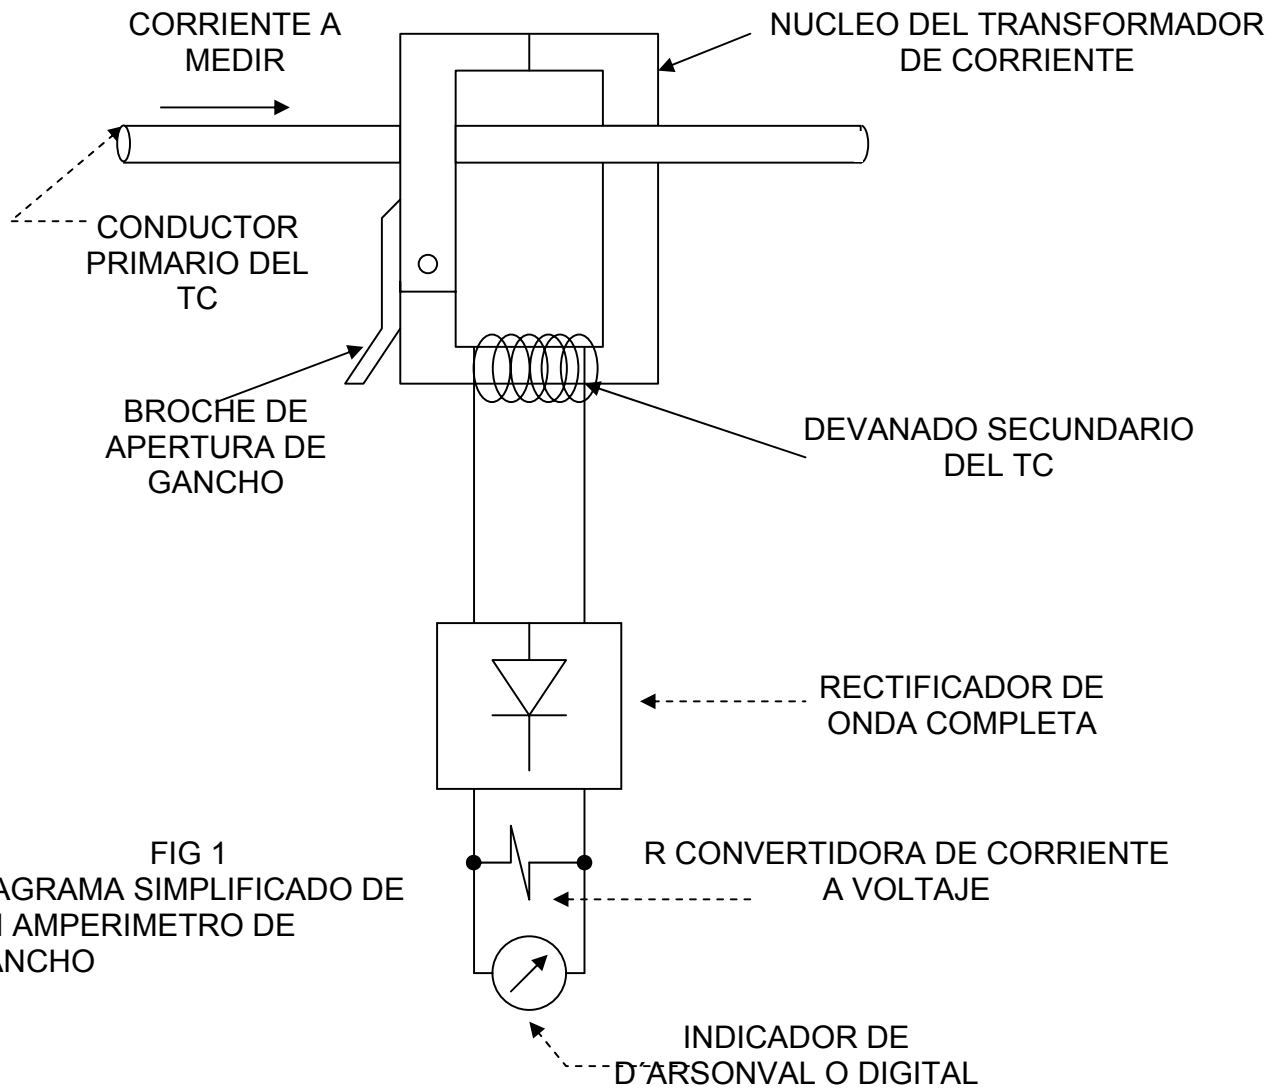 CORRIENTE A
MEDIR
NUCLEO DEL TRANSFORMADOR
DE CORRIENTE
CONDUCTOR
PRIMARIO DEL
TC
BROCHE DE
APERTURA DE
GANCHO
DEVANADO SECUNDARIO
DEL TC
RECTIFICADOR DE
ONDA COMPLETA
FIG 1
AGRAMA SIMPLIFICADO DE
AMPERIMETRO DE
ANCHO
R CONVERTIDORA DE CORRIENTE
A VOLTAJE
INDICADOR DE
D'ARSONVAL O DIGITAL